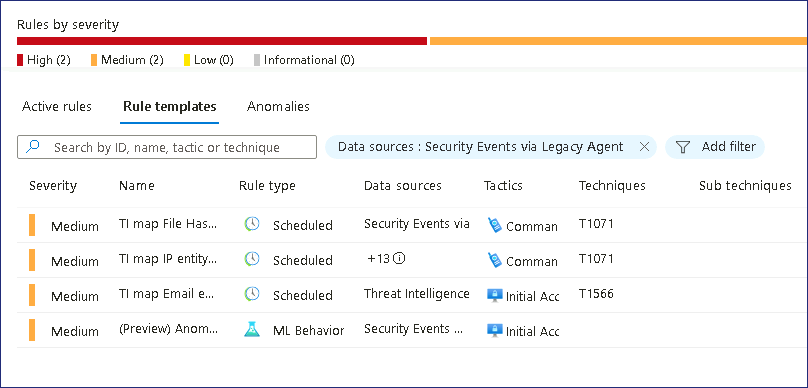 Rules by severity
High (2) Medium (2) Low (0) Informational (0)
Active rules Rule templates Anomalies
Search by ID, name, tactic or technique Data sources : Security Events via Legacy Agent Add filter
Severity Name Rule type Data sources Tactics Techniques Sub techniques
Medium TI map File Has... Scheduled Security Events via Comman T1071
Medium TI map IP entity... Scheduled +13 Comman T1071
Medium TI map Email e... Scheduled Threat Intelligence Initial Acc T1566
Medium (Preview) Anom... ML Behavior Security Events ... Initial Acc